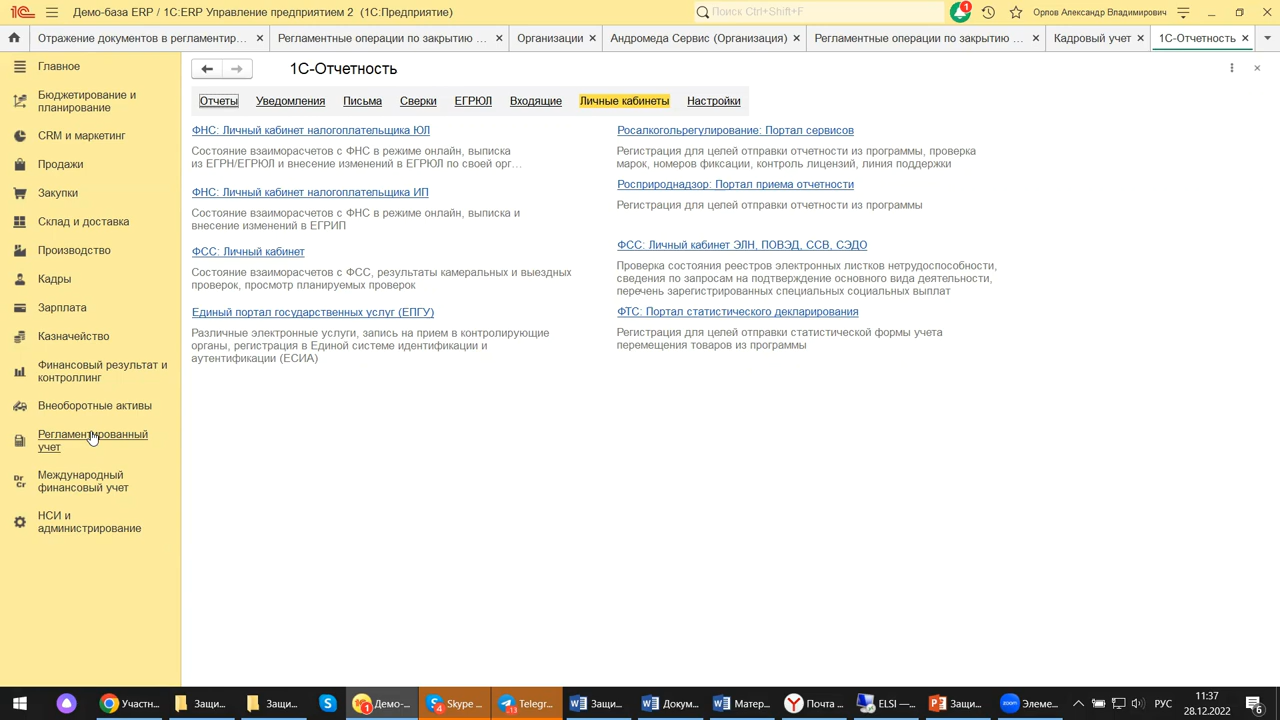 Демо-база ERP / 1С:ERP Управление предприятием 2 (1С:Предприятие)
Поиск Ctrl+Shift+F
1
Орлов Александр Владимирович
Отражение документов в регламентир...
Регламентные операции по закрытию ...
Организации
Андромеда Сервис (Организация)
Регламентные операции по закрытию ...
Кадровый учет
1С-Отчетность
Главное
Бюджетирование и
планирование
CRM и маркетинг
Продажи
Закупки
Склад и доставка
Производство
Кадры
Зарплата
Казначейство
Финансовый результат и
контроллинг
Внеоборотные активы
Регламентированный
учет
Dr
Cr
Международный
финансовый учет
НСИ и
администрирование
1С-Отчетность
Отчеты
Уведомления
Письма
Сверки
ЕГРЮЛ
Входящие
Личные кабинеты
Настройки
ФНС: Личный кабинет налогоплательщика ЮЛ
Состояние взаиморасчетов с ФНС в режиме онлайн, выписка
из ЕГРН/ЕГРЮЛ и внесение изменений в ЕГРЮЛ по своей орг...
ФНС: Личный кабинет налогоплательщика ИП
Состояние взаиморасчетов с ФНС в режиме онлайн, выписка и
внесение изменений в ЕГРИП
ФСС: Личный кабинет
Состояние взаиморасчетов с ФСС, результаты камеральных и выездных
проверок, просмотр планируемых проверок
Единый портал государственных услуг (ЕПГУ)
Различные электронные услуги, запись на прием в контролирующие
органы, регистрация в Единой системе идентификации и
аутентификации (ЕСИА)
Росалкогольрегулирование: Портал сервисов
Регистрация для целей отправки отчетности из программы, проверка
марок, номеров фиксации, контроль лицензий, линия поддержки
Росприроднадзор: Портал приема отчетности
Регистрация для целей отправки отчетности из программы
ФСС: Личный кабинет ЭЛН, ПОВЭД, ССВ, СЭДО
Проверка состояния реестров электронных листков нетрудоспособности,
сведения по запросам на подтверждение основного вида деятельности,
перечень зарегистрированных специальных социальных выплат
ФТС: Портал статистического декларирования
Регистрация для целей отправки статистической формы учета
перемещения товаров из программы
Участн...
Защи...
Защи...
1
Демо-...
4
Skype ...
13
Telegr...
Защи...
Докум...
Матер...
Почта ...
ELSI —...
Защи...
zoom
Элеме...
РУС
11:37
28.12.2022
6